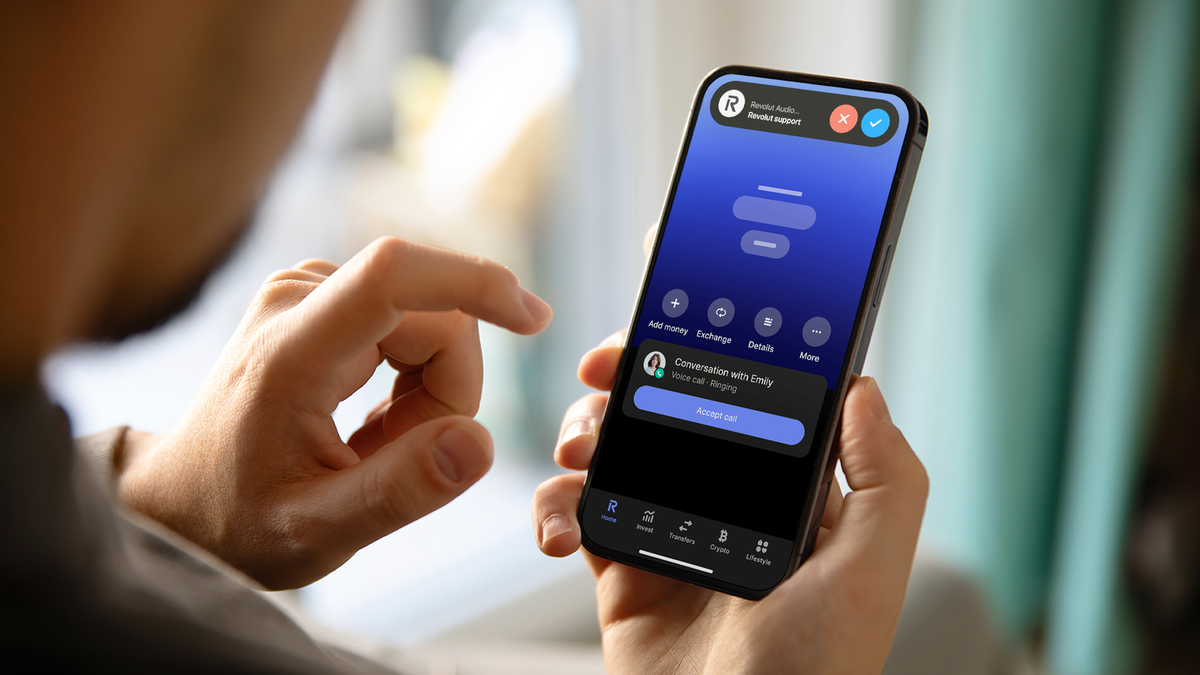 Revolut Audio...
Revolut support
Add money
Exchange
Details
More
Conversation with Emily
Voice call · Ringing
Accept call
Home
Invest
Transfers
Crypto
Lifestyle